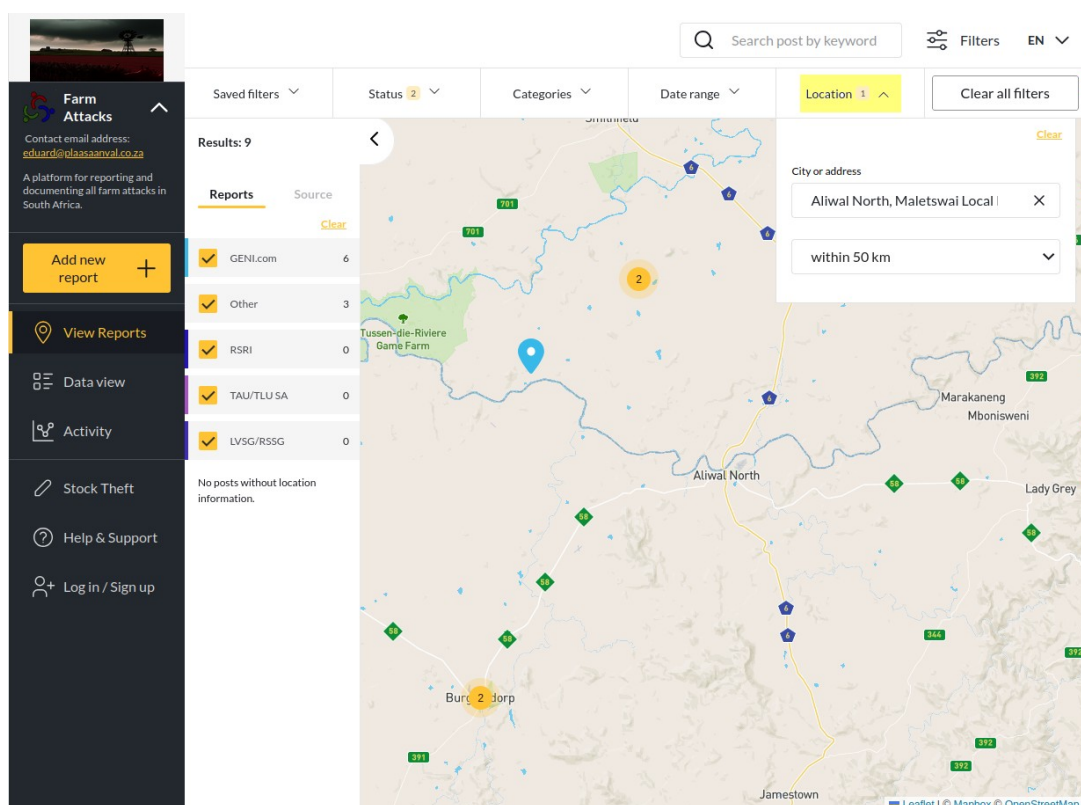 Search post by keyword
Filters
EN
Farm
Attacks
Contact email address:
eduard@plaasaanval.co.za
A platform for reporting and
documenting all farm attacks in
South Africa.
Add new
report
View Reports
Data view
Activity
Stock Theft
Help & Support
Log in / Sign up
Saved filters
Status 2
Categories
Date range
Location 1
Clear all filters
Results: 9
Reports
Source
Clear
GENI.com 6
Other 3
RSRI 0
TAU/TLU SA 0
LVSG/RSSG 0
No posts without location
information.
Clear
City or address
Aliwal North, Maletswai Local
within 50 km
Smithfield
6
6
701
701
6
2
Tussen-die-Riviere
Game Farm
392
6
Marakaneng
Mbonisweni
Aliwal North
58
58
Lady Grey
58
58
58
6
58
58
6
344
392
2
391
392
392
Jamestown
Leaflet | © Mapbox © OpenStreetMap